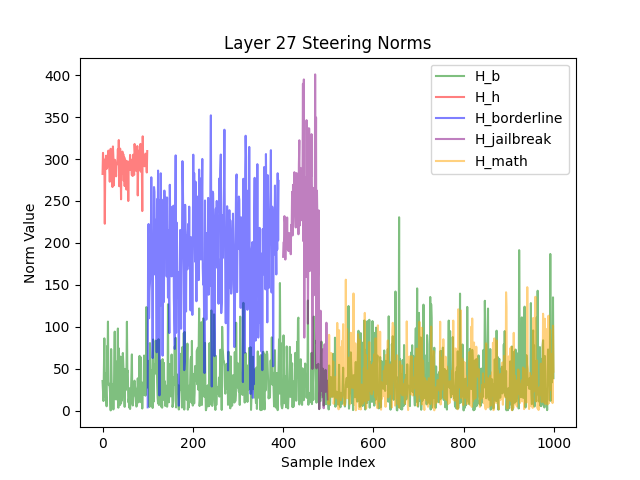 Layer 27 Steering Norms
Norm Value
400
350
300
250
200
150
100
50
0
H_b
H_h
H_borderline
H_jailbreak
H_math
0
200
400
600
800
1000
Sample Index